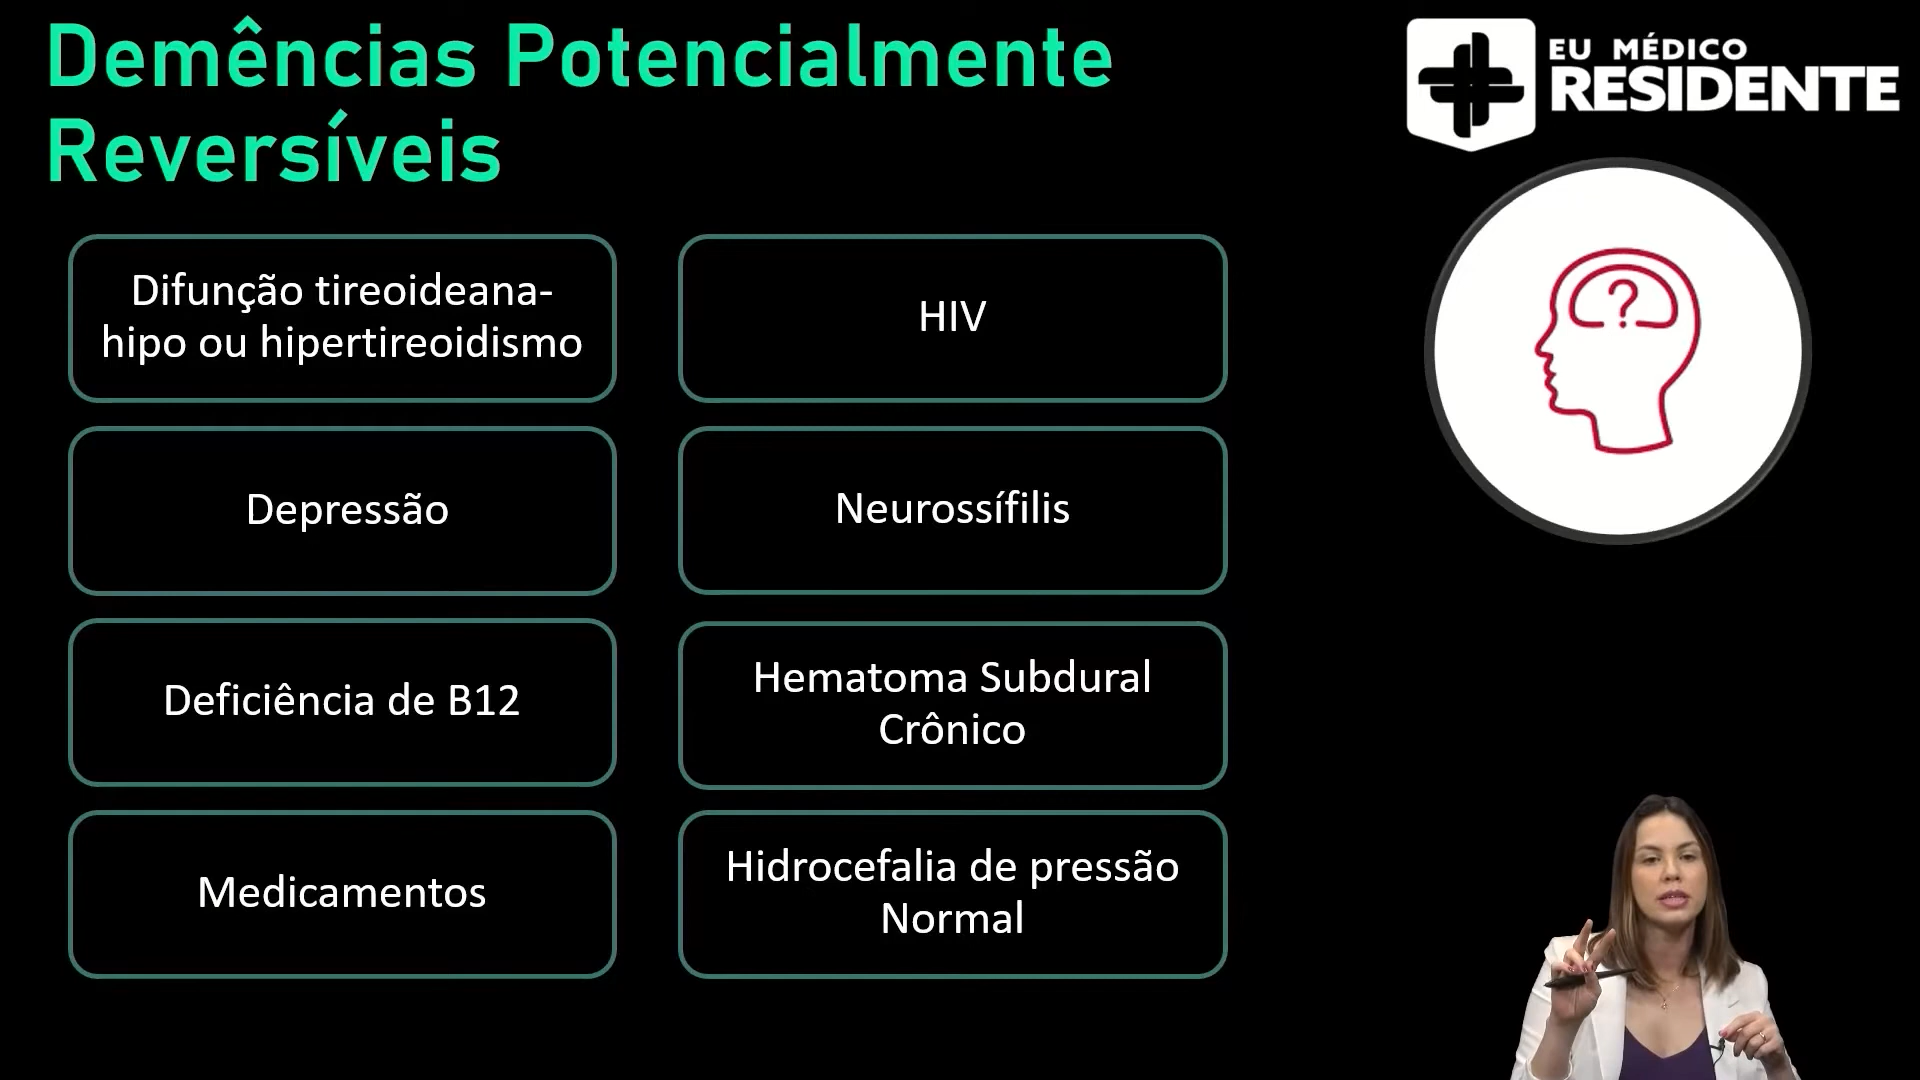 Demências Potencialmente
Reversíveis
EU MÉDICO
RESIDENTE
Difunção tireoideana-
hipo ou hipertireoidismo
HIV
Depressão
Neurossífilis
Deficiência de B12
Hematoma Subdural
Crônico
Medicamentos
Hidrocefalia de pressão
Normal
?